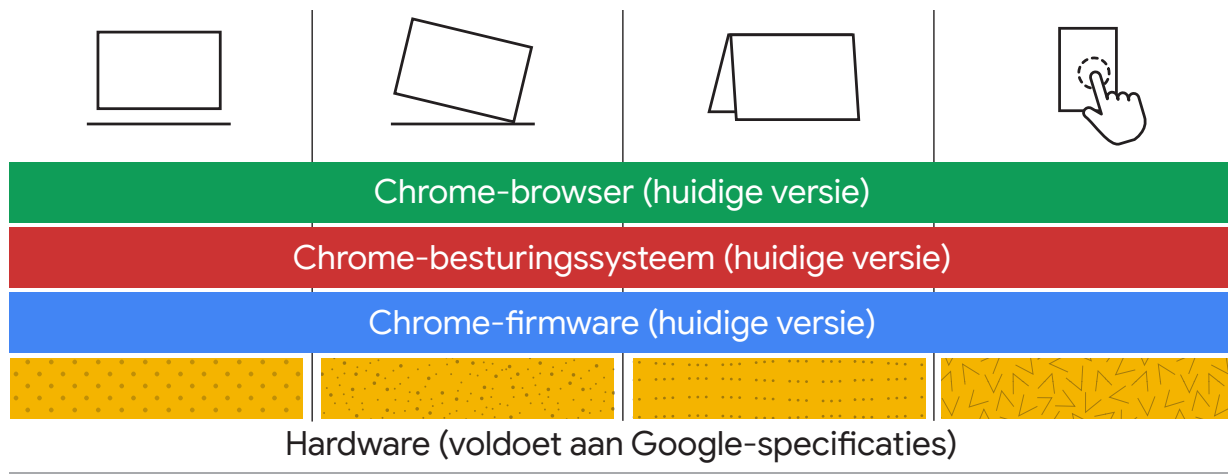 Chrome-browser (huidige versie)
Chrome-besturingssysteem (huidige versie)
Chrome-firmware (huidige versie)
Hardware (voldoet aan Google-specificaties)